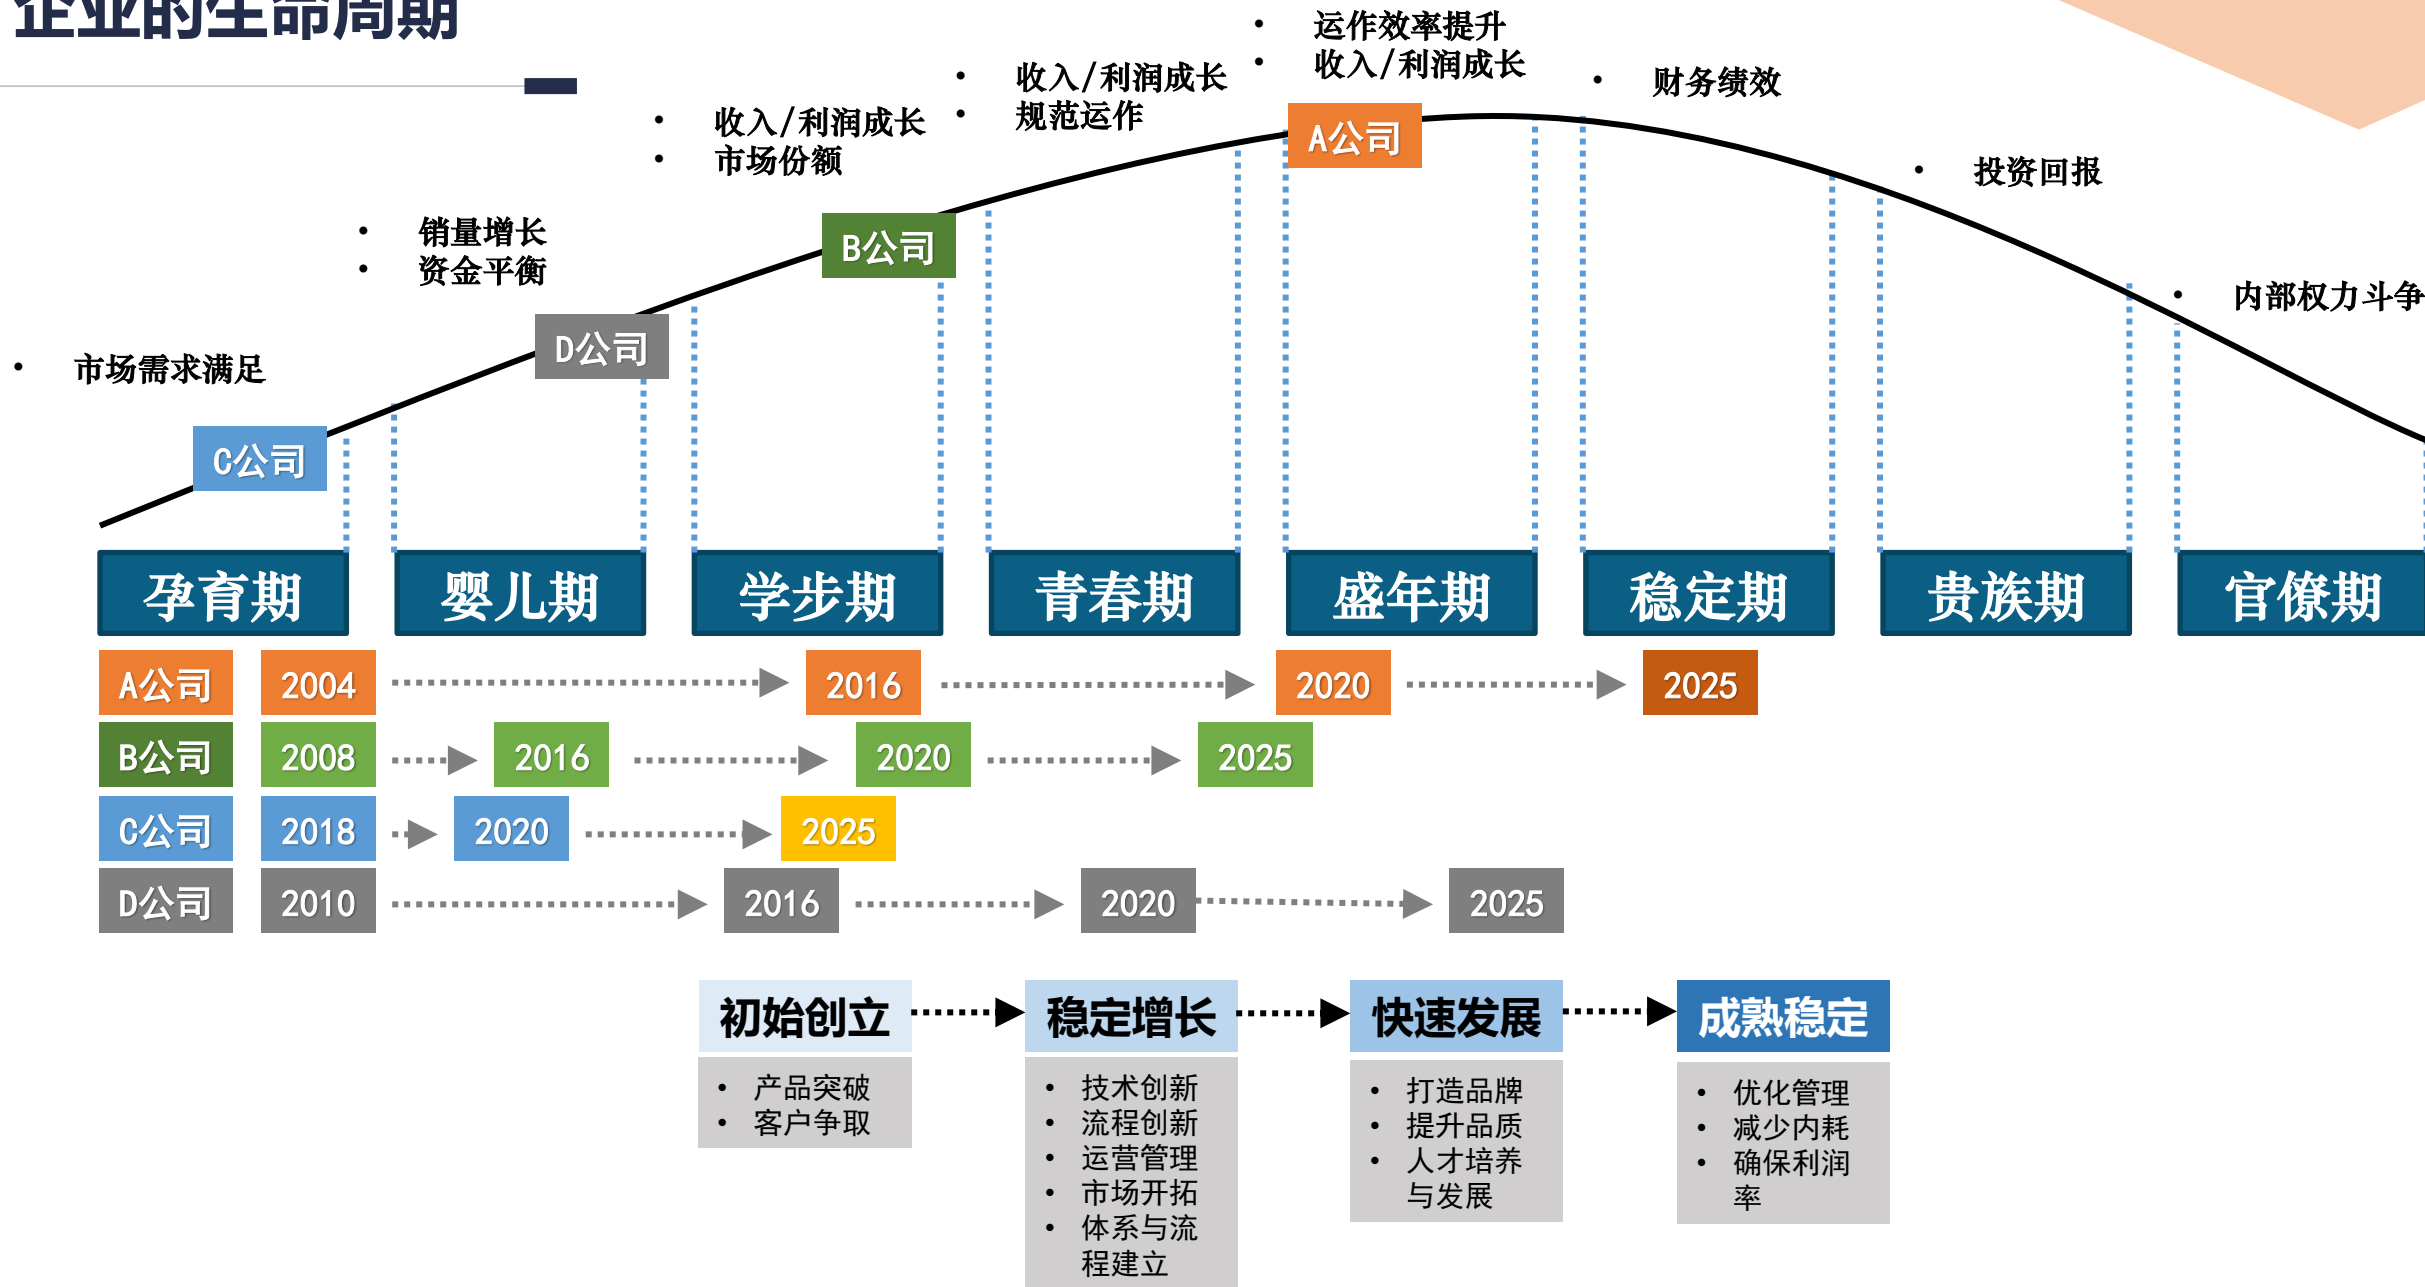 企业的生命周期
• 运作效率提升
• 收入/利润成长
• 收入/利润成长
• 规范运作
• 财务绩效
• 收入/利润成长
• 市场份额
• 投资回报
• 销量增长
• 资金平衡
• 内部权力斗争
• 市场需求满足
A公司
B公司
D公司
C公司
孕育期 婴儿期 学步期 青春期 盛年期 稳定期 贵族期 官僚期
A公司 2004 2016 2020 2025
B公司 2008 2016 2020 2025
C公司 2018 2020 2025
D公司 2010 2016 2020 2025
初始创立
• 产品突破
• 客户争取
稳定增长
• 技术创新
• 流程创新
• 运营管理
• 市场开拓
• 体系与流
程建立
快速发展
• 打造品牌
• 提升品质
• 人才培养
与发展
成熟稳定
• 优化管理
• 减少内耗
• 确保利润
率